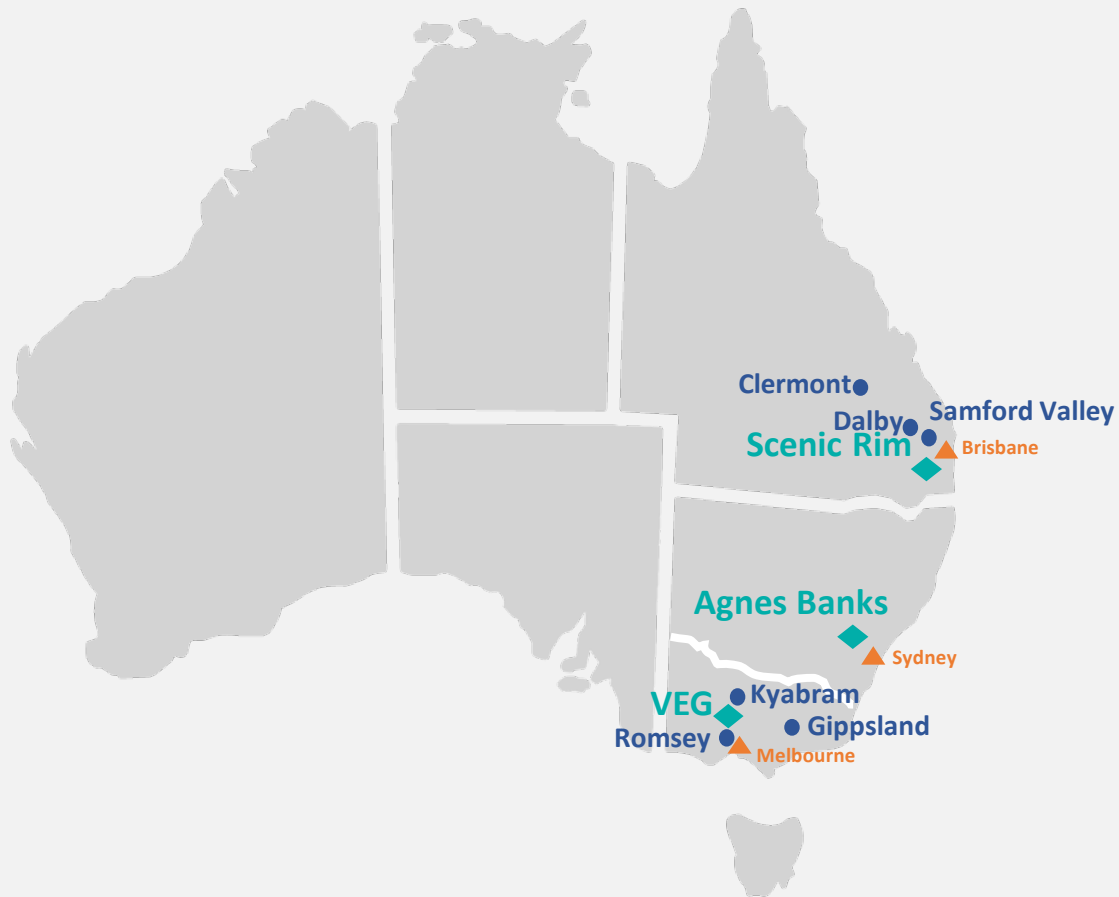 Clermont
Samford Valley
Dalby
Scenic Rim
Brisbane
Agnes Banks
Sydney
Kyabram
VEG
Gippsland
Romsey
Melbourne